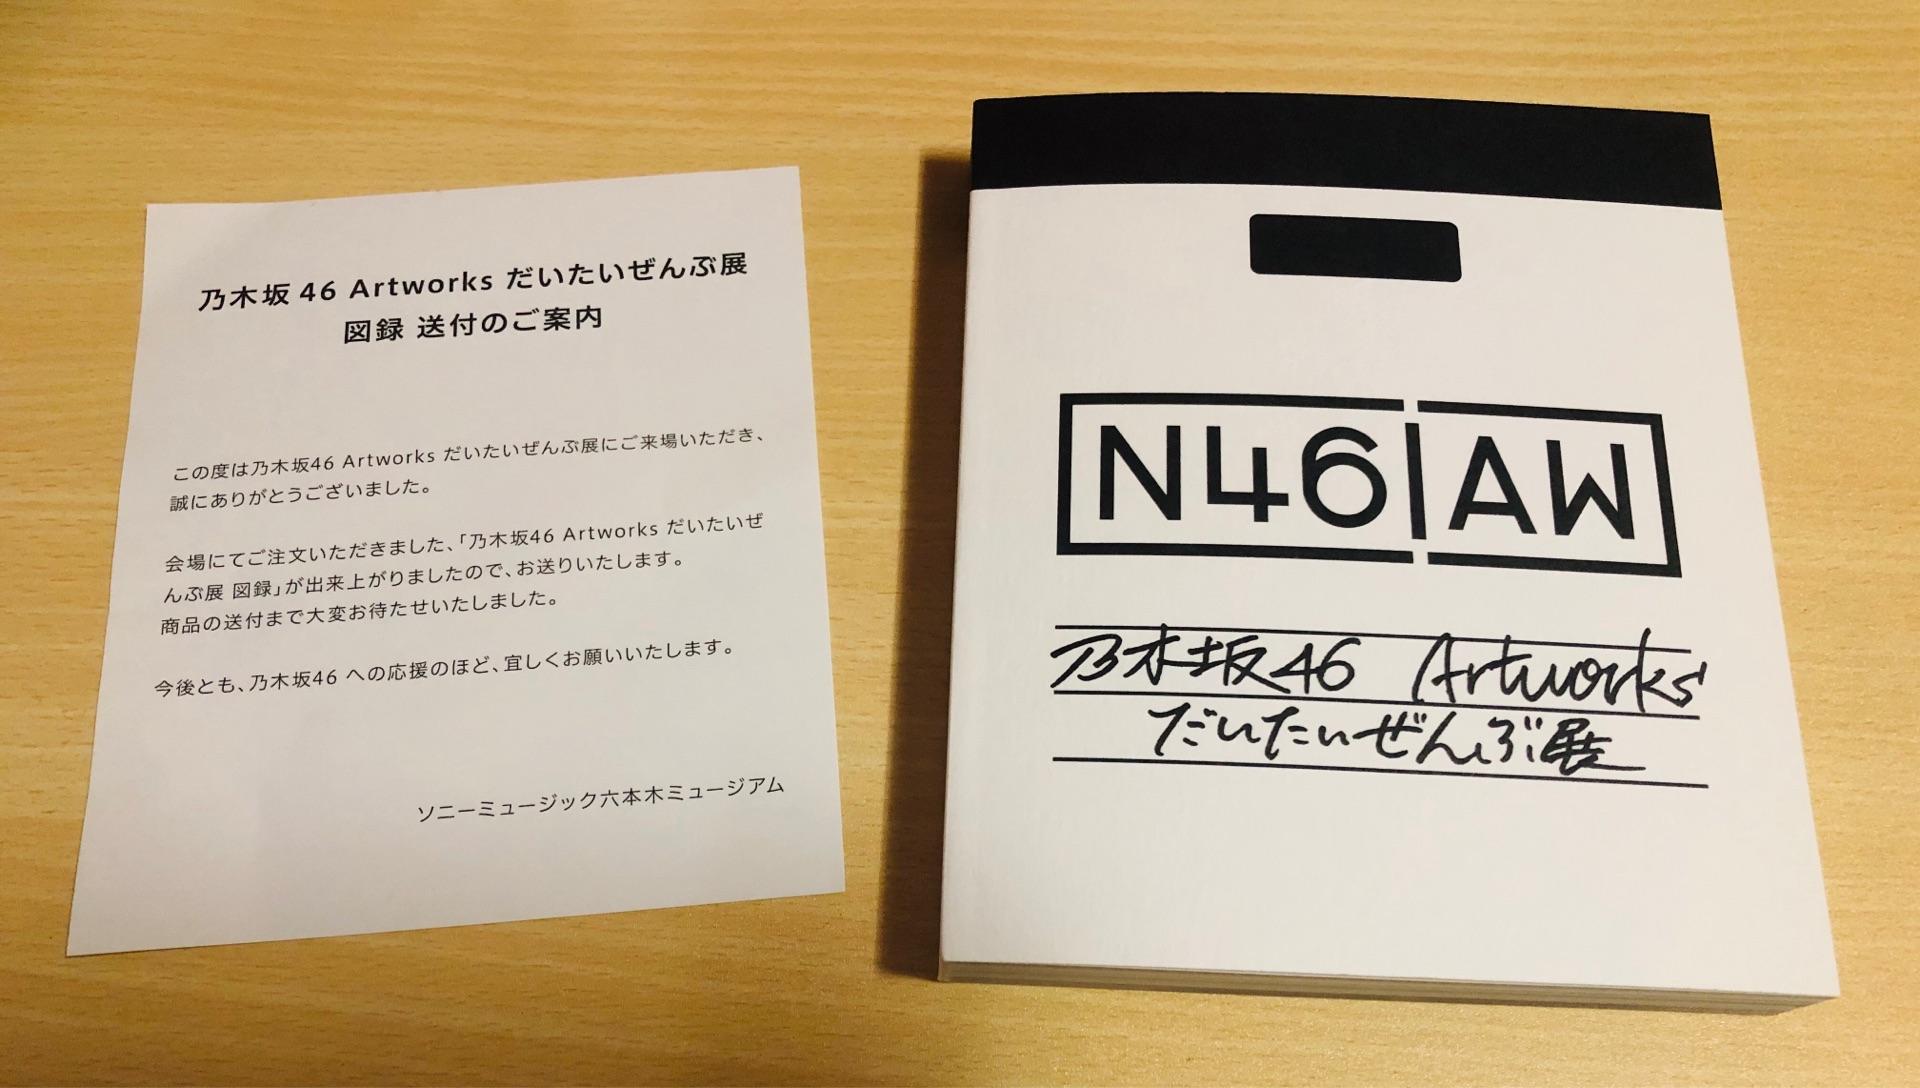 乃木坂46 Artworks だいたいぜんぶ展
図録 送付のご案内
この度は乃木坂46 Artworks だいたいぜんぶ展にご来場いただき、
誠にありがとうございました。
会場にてご注文いただきました、「乃木坂46 Artworks だいたいぜ
んぶ展 図録」が出来上がりましたので、お送りいたします。
商品の送付まで大変お待たせいたしました。
今後とも、乃木坂46 への応援のほど、宜しくお願いいたします。
ソニーミュージック六本木ミュージアム
N46|AW
乃木坂46 Artworks
だいたいぜんぶ展